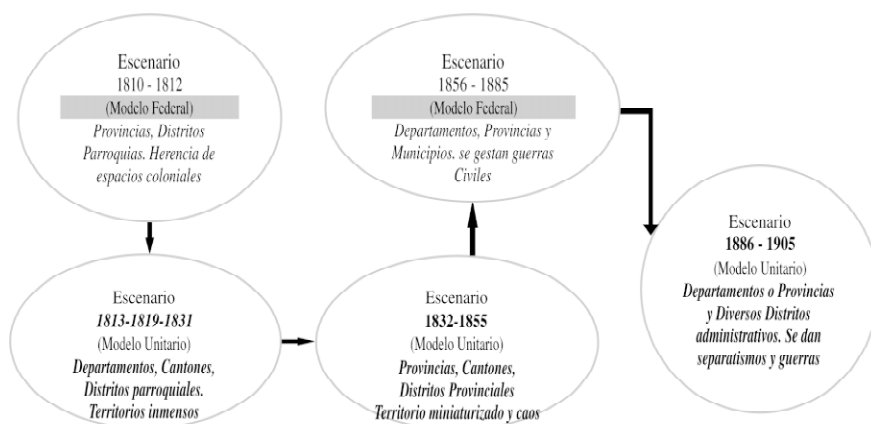 Escenario
1810 - 1812
(Modelo Federal)
Provincias, Distritos
Parroquias. Herencia de
espacios coloniales
Escenario
1813-1819-1831
(Modelo Unitario)
Departamentos, Cantones,
Distritos parroquiales.
Territorios inmensos
Escenario
1832-1855
(Modelo Unitario)
Provincias, Cantones,
Distritos Provinciales
Territorio miniaturizado y caos
Escenario
1856 - 1885
(Modelo Federal)
Departamentos, Provincias y
Municipios. se gestan guerras
Civiles
Escenario
1886 - 1905
(Modelo Unitario)
Departamentos o Provincias
y Diversos Distritos
administrativos. Se dan
separatismos y guerras